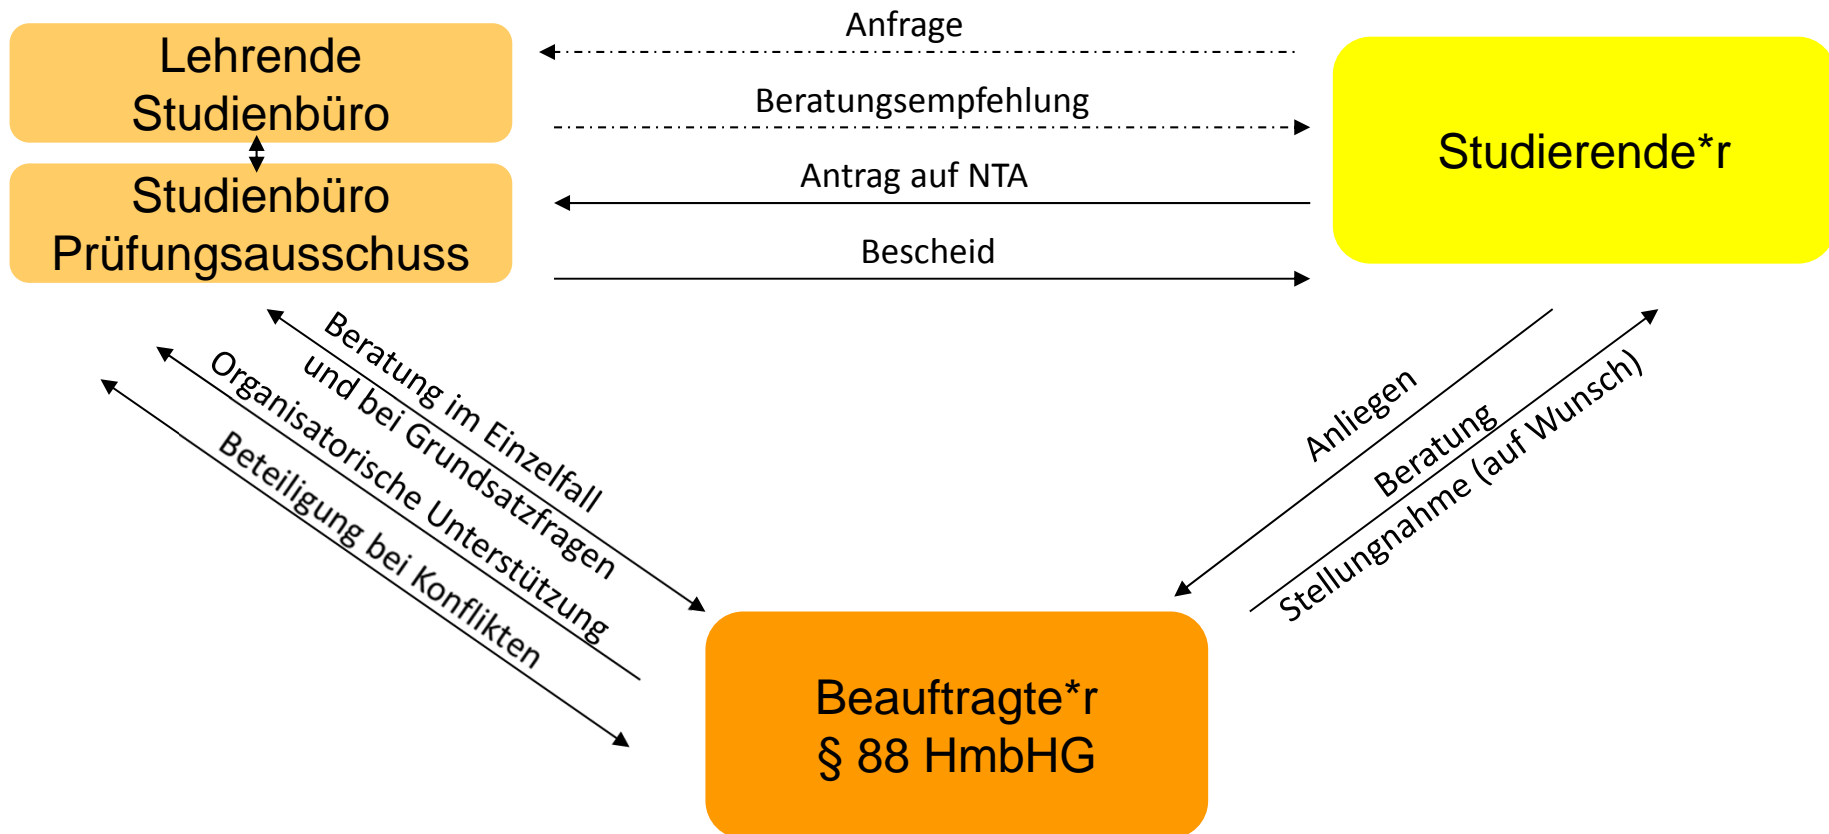 Lehrende
Studienbüro
Studienbüro
Prüfungsausschuss
Anfrage
Beratungsempfehlung
Antrag auf NTA
Bescheid
Studierende*r
Beratung im Einzelfall
und bei Grundsatzfragen
Organisatorische Unterstützung
Beteiligung bei Konflikten
Anliegen
Beratung
Stellungnahme (auf Wunsch)
Beauftragte*r
§ 88 HmbHG